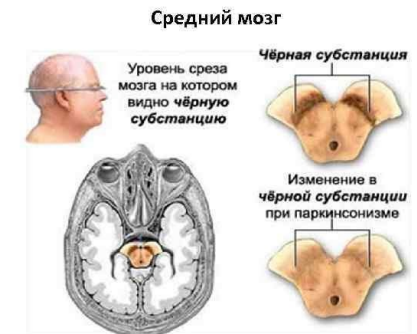 Средний мозг
Уровень среза
мозга на котором
видно чёрную
субстанцию
Чёрная субстанция
Изменение в
чёрной субстанции
при паркинсонизме